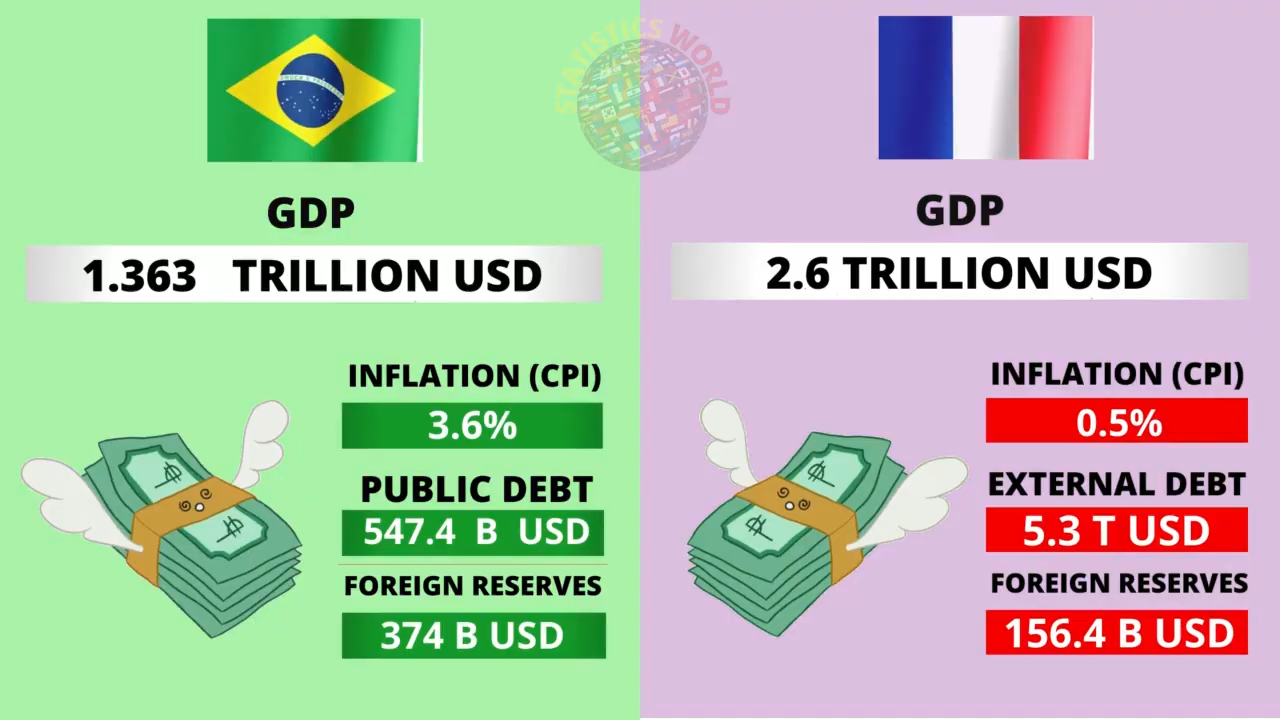 STATISTICS WORLD
GDP
1.363 TRILLION USD
INFLATION (CPI)
3.6%
PUBLIC DEBT
547.4 B USD
FOREIGN RESERVES
374 B USD
GDP
2.6 TRILLION USD
INFLATION (CPI)
0.5%
EXTERNAL DEBT
5.3 T USD
FOREIGN RESERVES
156.4 B USD